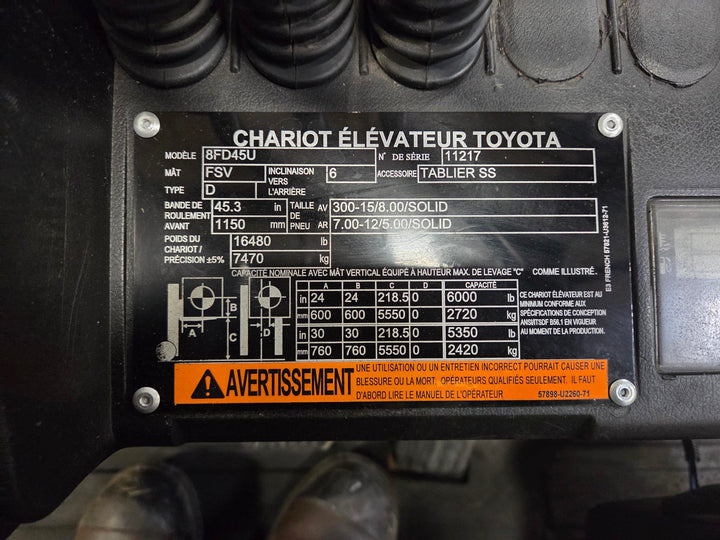 CHARIOT ÉLÉVATEUR TOYOTA
MODÈLE 8FD45U N° DE SÉRIE 11217
MÂT FSV INCLINAISON VERS L'ARRIÈRE 6 ACCESSOIRE TABLIER SS
TYPE D
BANDE DE ROULEMENT AVANT 45.3 in TAILLE DE PNEU AV 300-15/8.00/SOLID
1150 mm AR 7.00-12/5.00/SOLID
POIDS DU CHARIOT / PRÉCISION ±5% 16480 lb
7470 kg
CAPACITÉ NOMINALE AVEC MÂT VERTICAL ÉQUIPÉ À HAUTEUR MAX. DE LEVAGE "C" COMME ILLUSTRÉ.
A B C D CAPACITÉ
in 24 24 218.5 0 6000 lb
mm 600 600 5550 0 2720 kg
in 30 30 218.5 0 5350 lb
mm 760 760 5550 0 2420 kg
A B C D
CE CHARIOT ÉLÉVATEUR EST AU
MINIMUM CONFORME AUX
SPÉCIFICATIONS DE CONCEPTION
ANSI/ITSDF B56.1 EN VIGUEUR
AU MOMENT DE LA PRODUCTION.
E3 FRENCH 57821-U3612-71
AVERTISSEMENT
UNE UTILISATION OU UN ENTRETIEN INCORRECT POURRAIT CAUSER UNE
BLESSURE OU LA MORT. OPÉRATEURS QUALIFIÉS SEULEMENT. IL FAUT
D'ABORD LIRE LE MANUEL DE L'OPÉRATEUR 57898-U2260-71